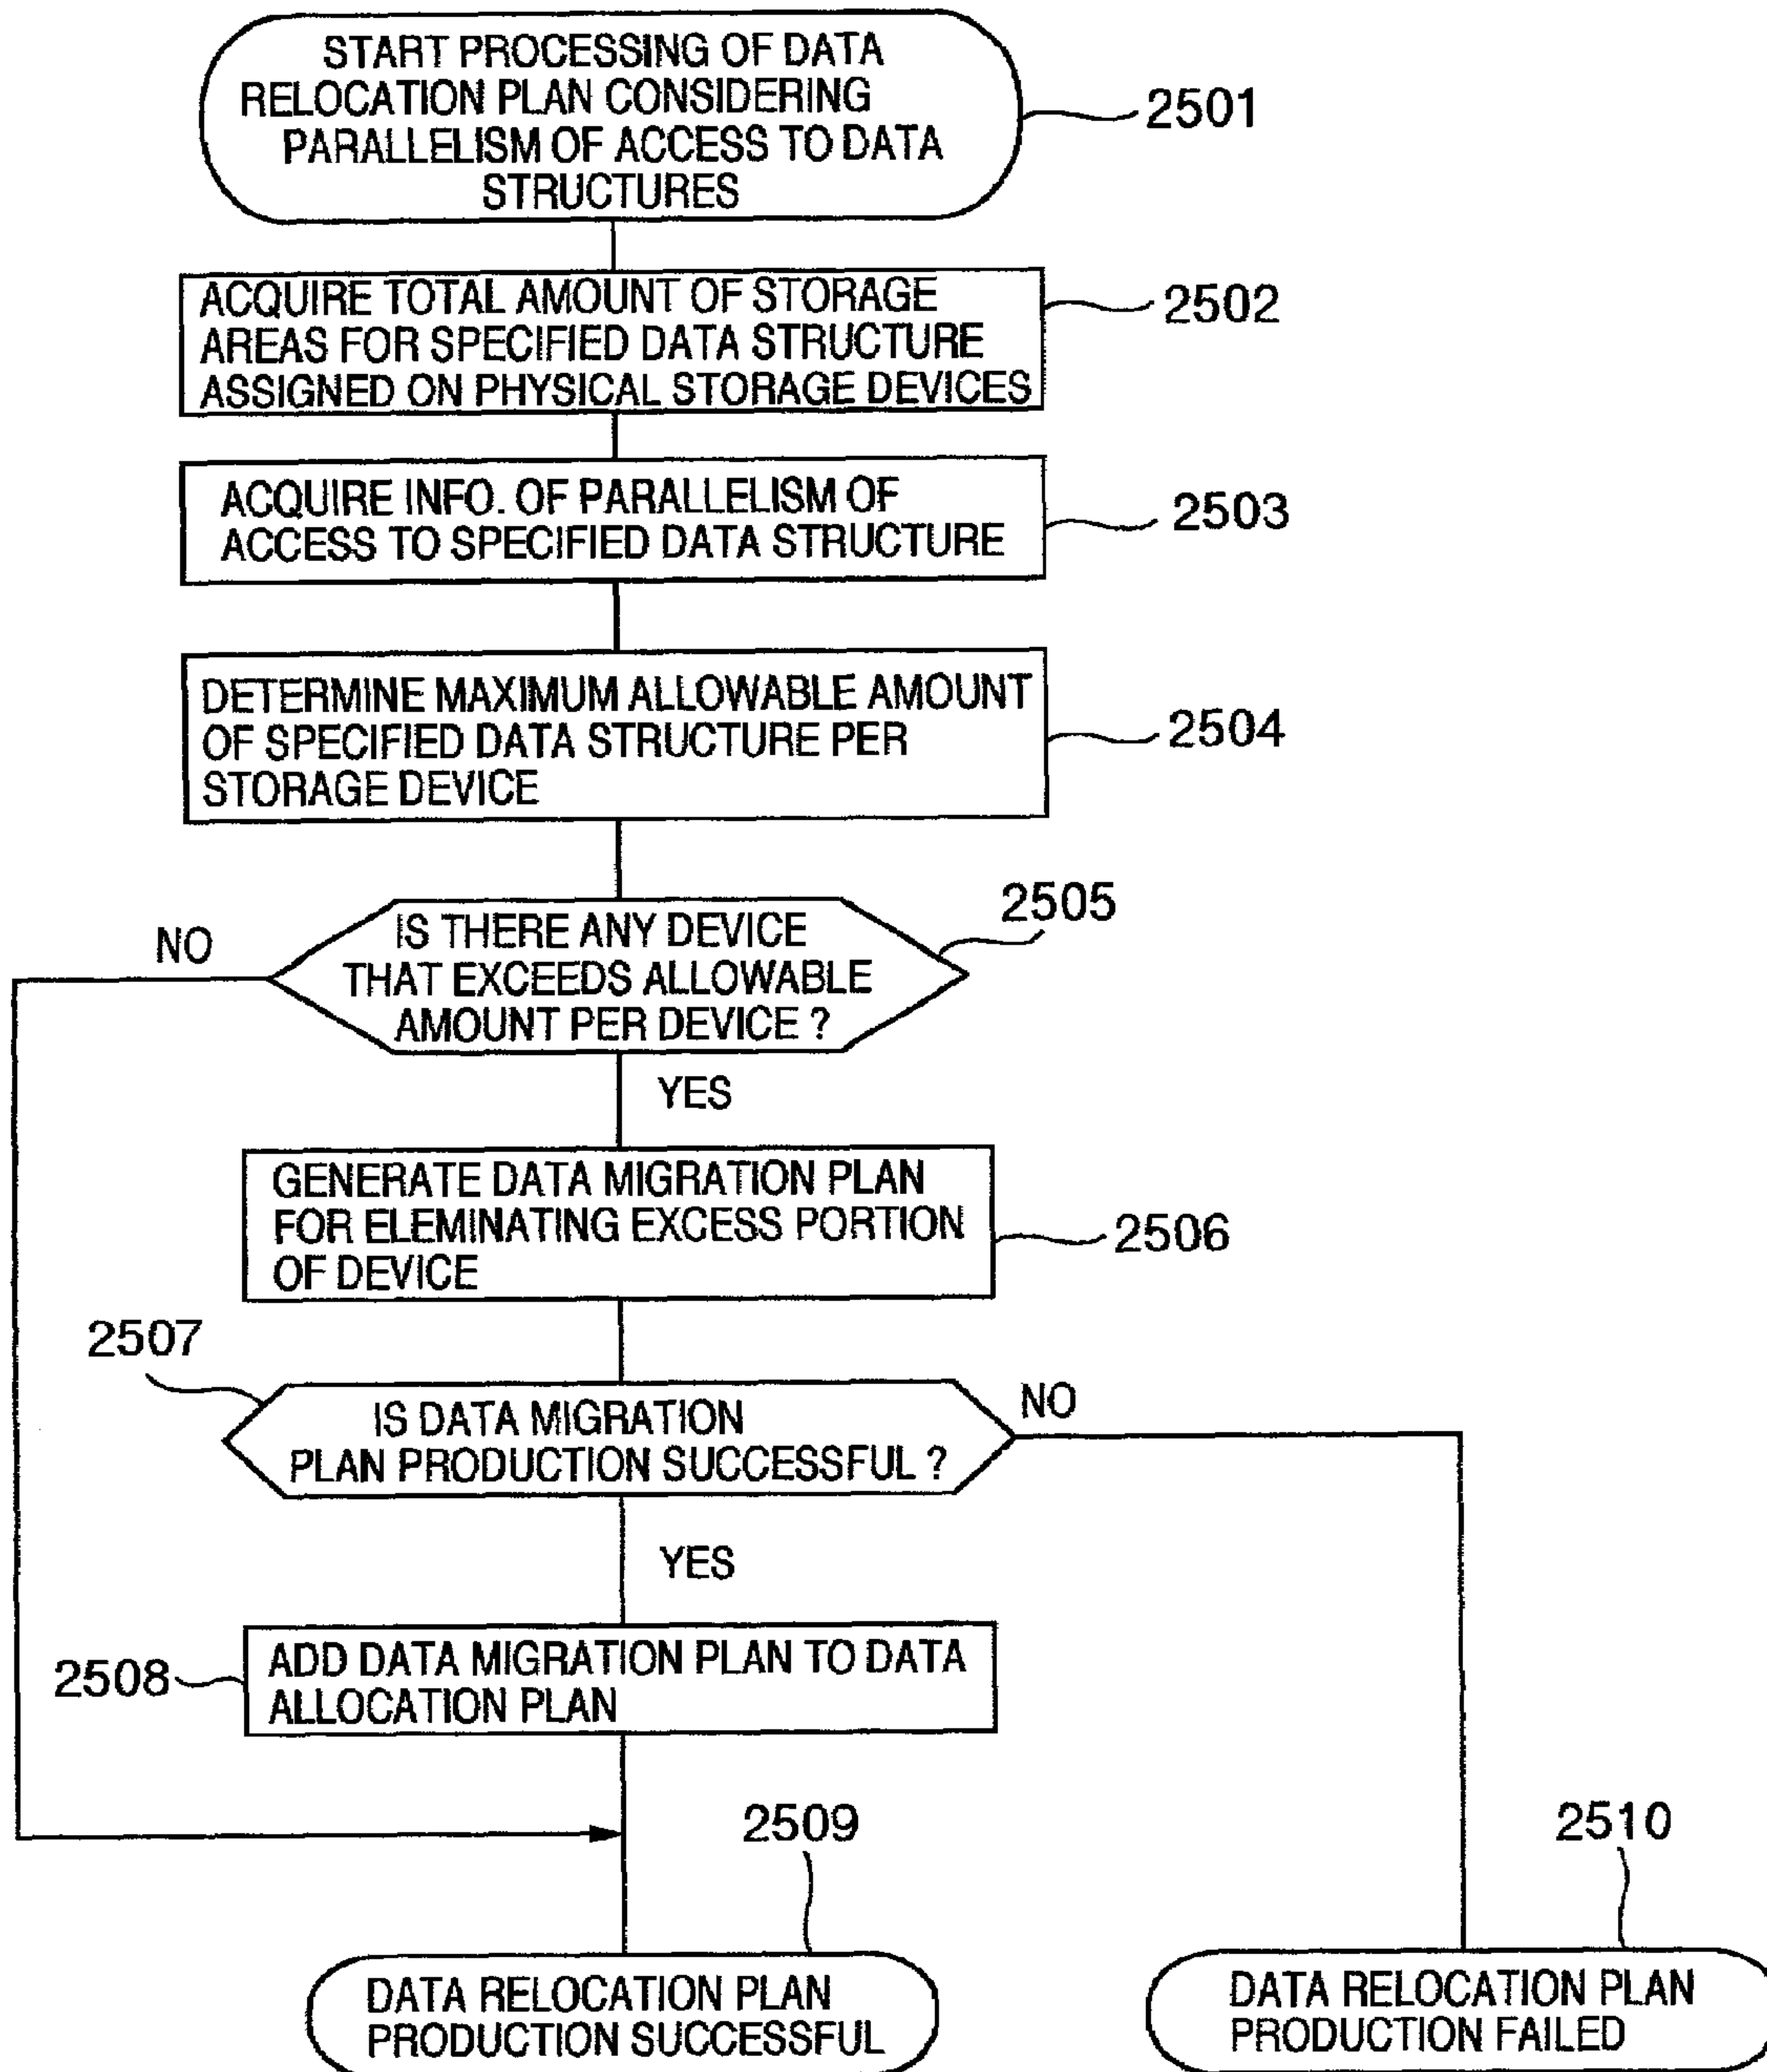 START PROCESSING OF DATA
RELOCATION PLAN CONSIDERING
PARALLELISM OF ACCESS TO DATA
STRUCTURES
2501
ACQUIRE TOTAL AMOUNT OF STORAGE
AREAS FOR SPECIFIED DATA STRUCTURE
ASSIGNED ON PHYSICAL STORAGE DEVICES
2502
ACQUIRE INFO. OF PARALLELISM OF
ACCESS TO SPECIFIED DATA STRUCTURE
2503
DETERMINE MAXIMUM ALLOWABLE AMOUNT
OF SPECIFIED DATA STRUCTURE PER
STORAGE DEVICE
2504
2505
NO
IS THERE ANY DEVICE
THAT EXCEEDS ALLOWABLE
AMOUNT PER DEVICE ?
YES
GENERATE DATA MIGRATION PLAN
FOR ELEMINATING EXCESS PORTION
OF DEVICE
2506
2507
IS DATA MIGRATION
PLAN PRODUCTION SUCCESSFUL ?
NO
YES
2508
ADD DATA MIGRATION PLAN TO DATA
ALLOCATION PLAN
2509
2510
DATA RELOCATION PLAN
PRODUCTION SUCCESSFUL
DATA RELOCATION PLAN
PRODUCTION FAILED